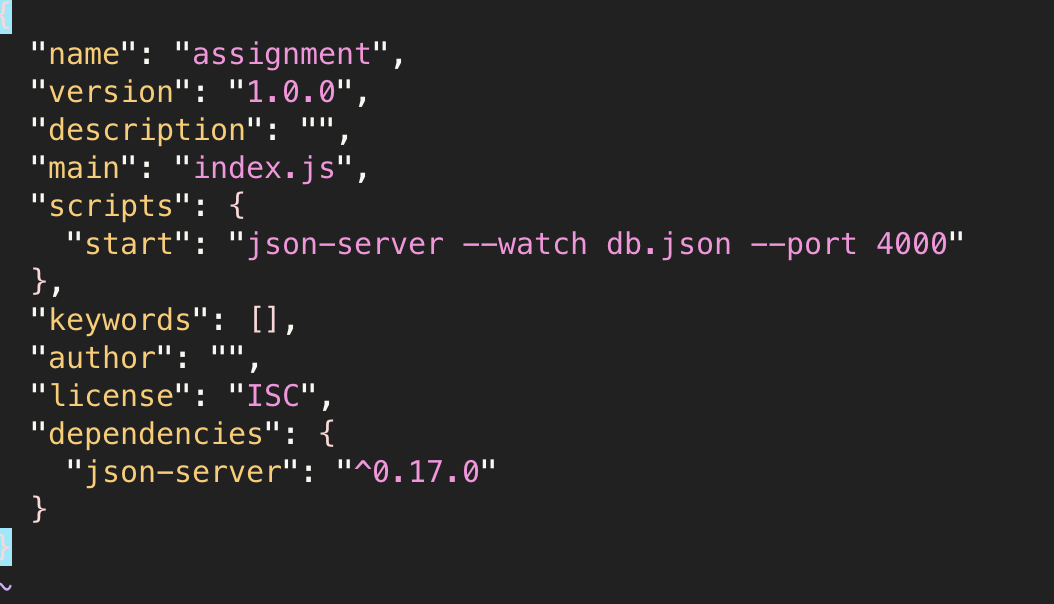 {
  "name": "assignment",
  "version": "1.0.0",
  "description": "",
  "main": "index.js",
  "scripts": {
    "start": "json-server --watch db.json --port 4000"
  },
  "keywords": [],
  "author": "",
  "license": "ISC",
  "dependencies": {
    "json-server": "^0.17.0"
  }
}
~